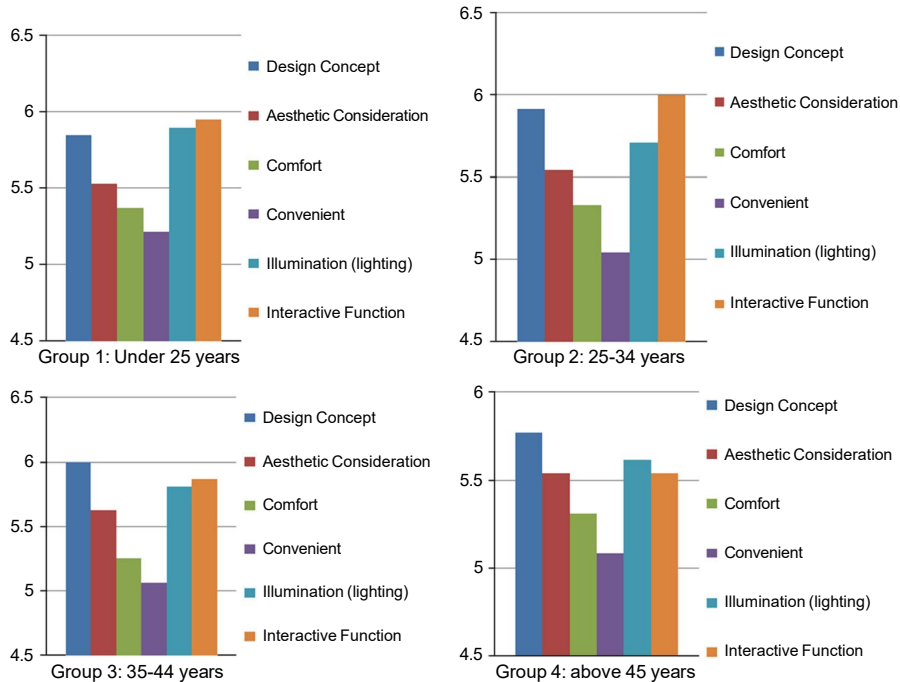 6.5
6
5.5
5
4.5
Design Concept
Aesthetic Consideration
Comfort
Convenient
Illumination (lighting)
Interactive Function
Group 1: Under 25 years
6.5
6
5.5
5
4.5
Design Concept
Aesthetic Consideration
Comfort
Convenient
Illumination (lighting)
Interactive Function
Group 2: 25-34 years
6.5
6
5.5
5
4.5
Design Concept
Aesthetic Consideration
Comfort
Convenient
Illumination (lighting)
Interactive Function
Group 3: 35-44 years
6
5.5
5
4.5
Design Concept
Aesthetic Consideration
Comfort
Convenient
Illumination (lighting)
Interactive Function
Group 4: above 45 years